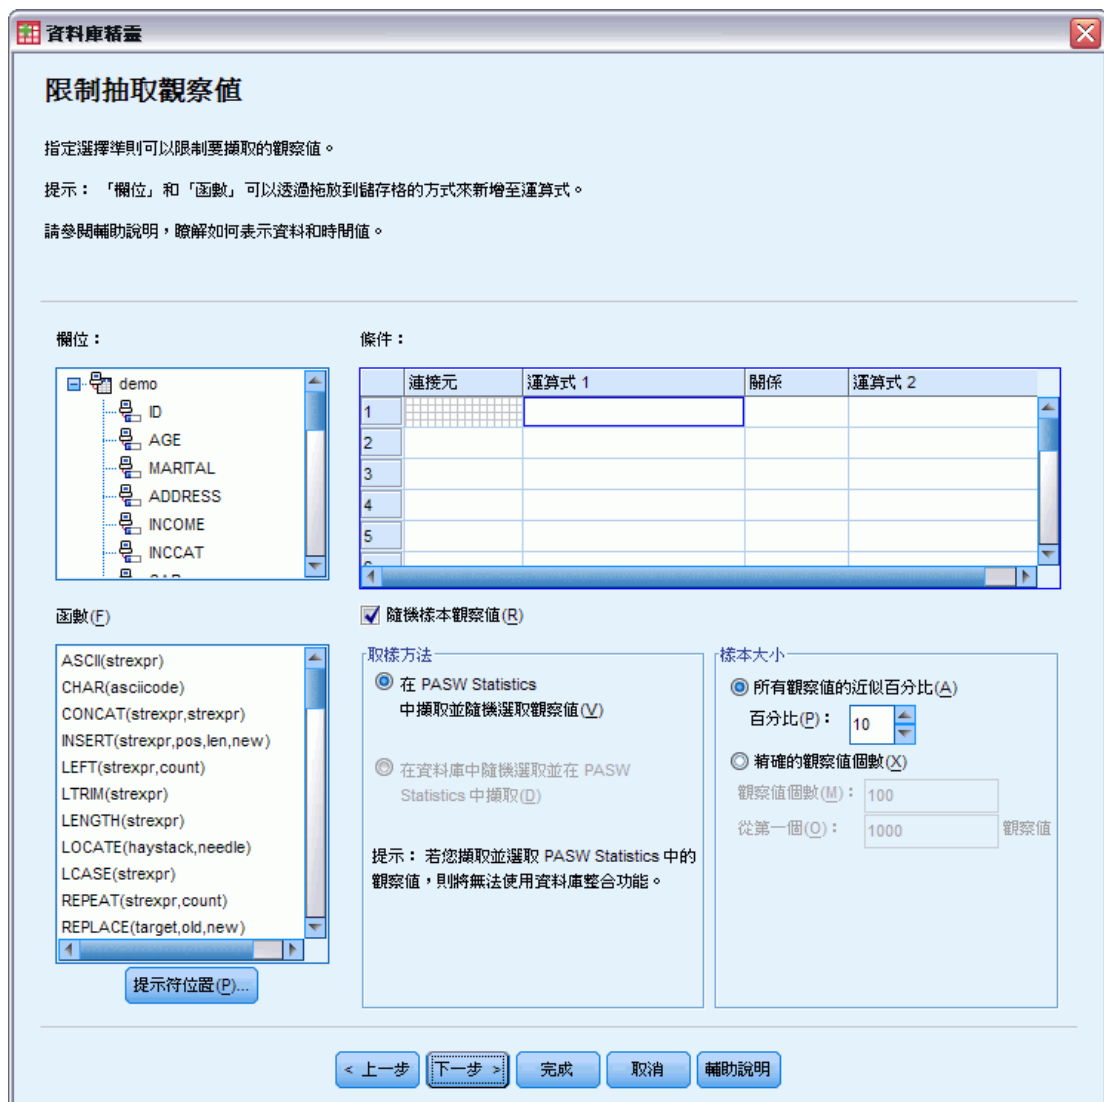 資料庫精靈
限制抽取觀察值
指定選擇準則可以限制要擷取的觀察值。
提示： 「欄位」和「函數」可以透過拖放到儲存格的方式來新增至運算式。
請參閱輔助說明，瞭解如何表示資料和時間值。
欄位：
demo
ID
AGE
MARITAL
ADDRESS
INCOME
INCCAT
條件：
連接元 運算式 1 關係 運算式 2
1
2
3
4
5
函數(F)
ASCII(strexpr)
CHAR(asciicode)
CONCAT(strexpr,strexpr)
INSERT(strexpr,pos,len,new)
LEFT(strexpr,count)
LTRIM(strexpr)
LENGTH(strexpr)
LOCATE(haystack,needle)
LCASE(strexpr)
REPEAT(strexpr,count)
REPLACE(target,old,new)
提示符位置(P)...
隨機樣本觀察值(R)
取樣方法
在 PASW Statistics
中擷取並隨機選取觀察值(V)
在資料庫中隨機選取並在 PASW
Statistics 中擷取(D)
提示： 若您擷取並選取 PASW Statistics 中的
觀察值，則將無法使用資料庫整合功能。
樣本大小
所有觀察值的近似百分比(A)
百分比(P)： 10
精確的觀察值個數(X)
觀察值個數(M)： 100
從第一個(O)： 1000 觀察值
< 上一步 下一步 > 完成 取消 輔助說明